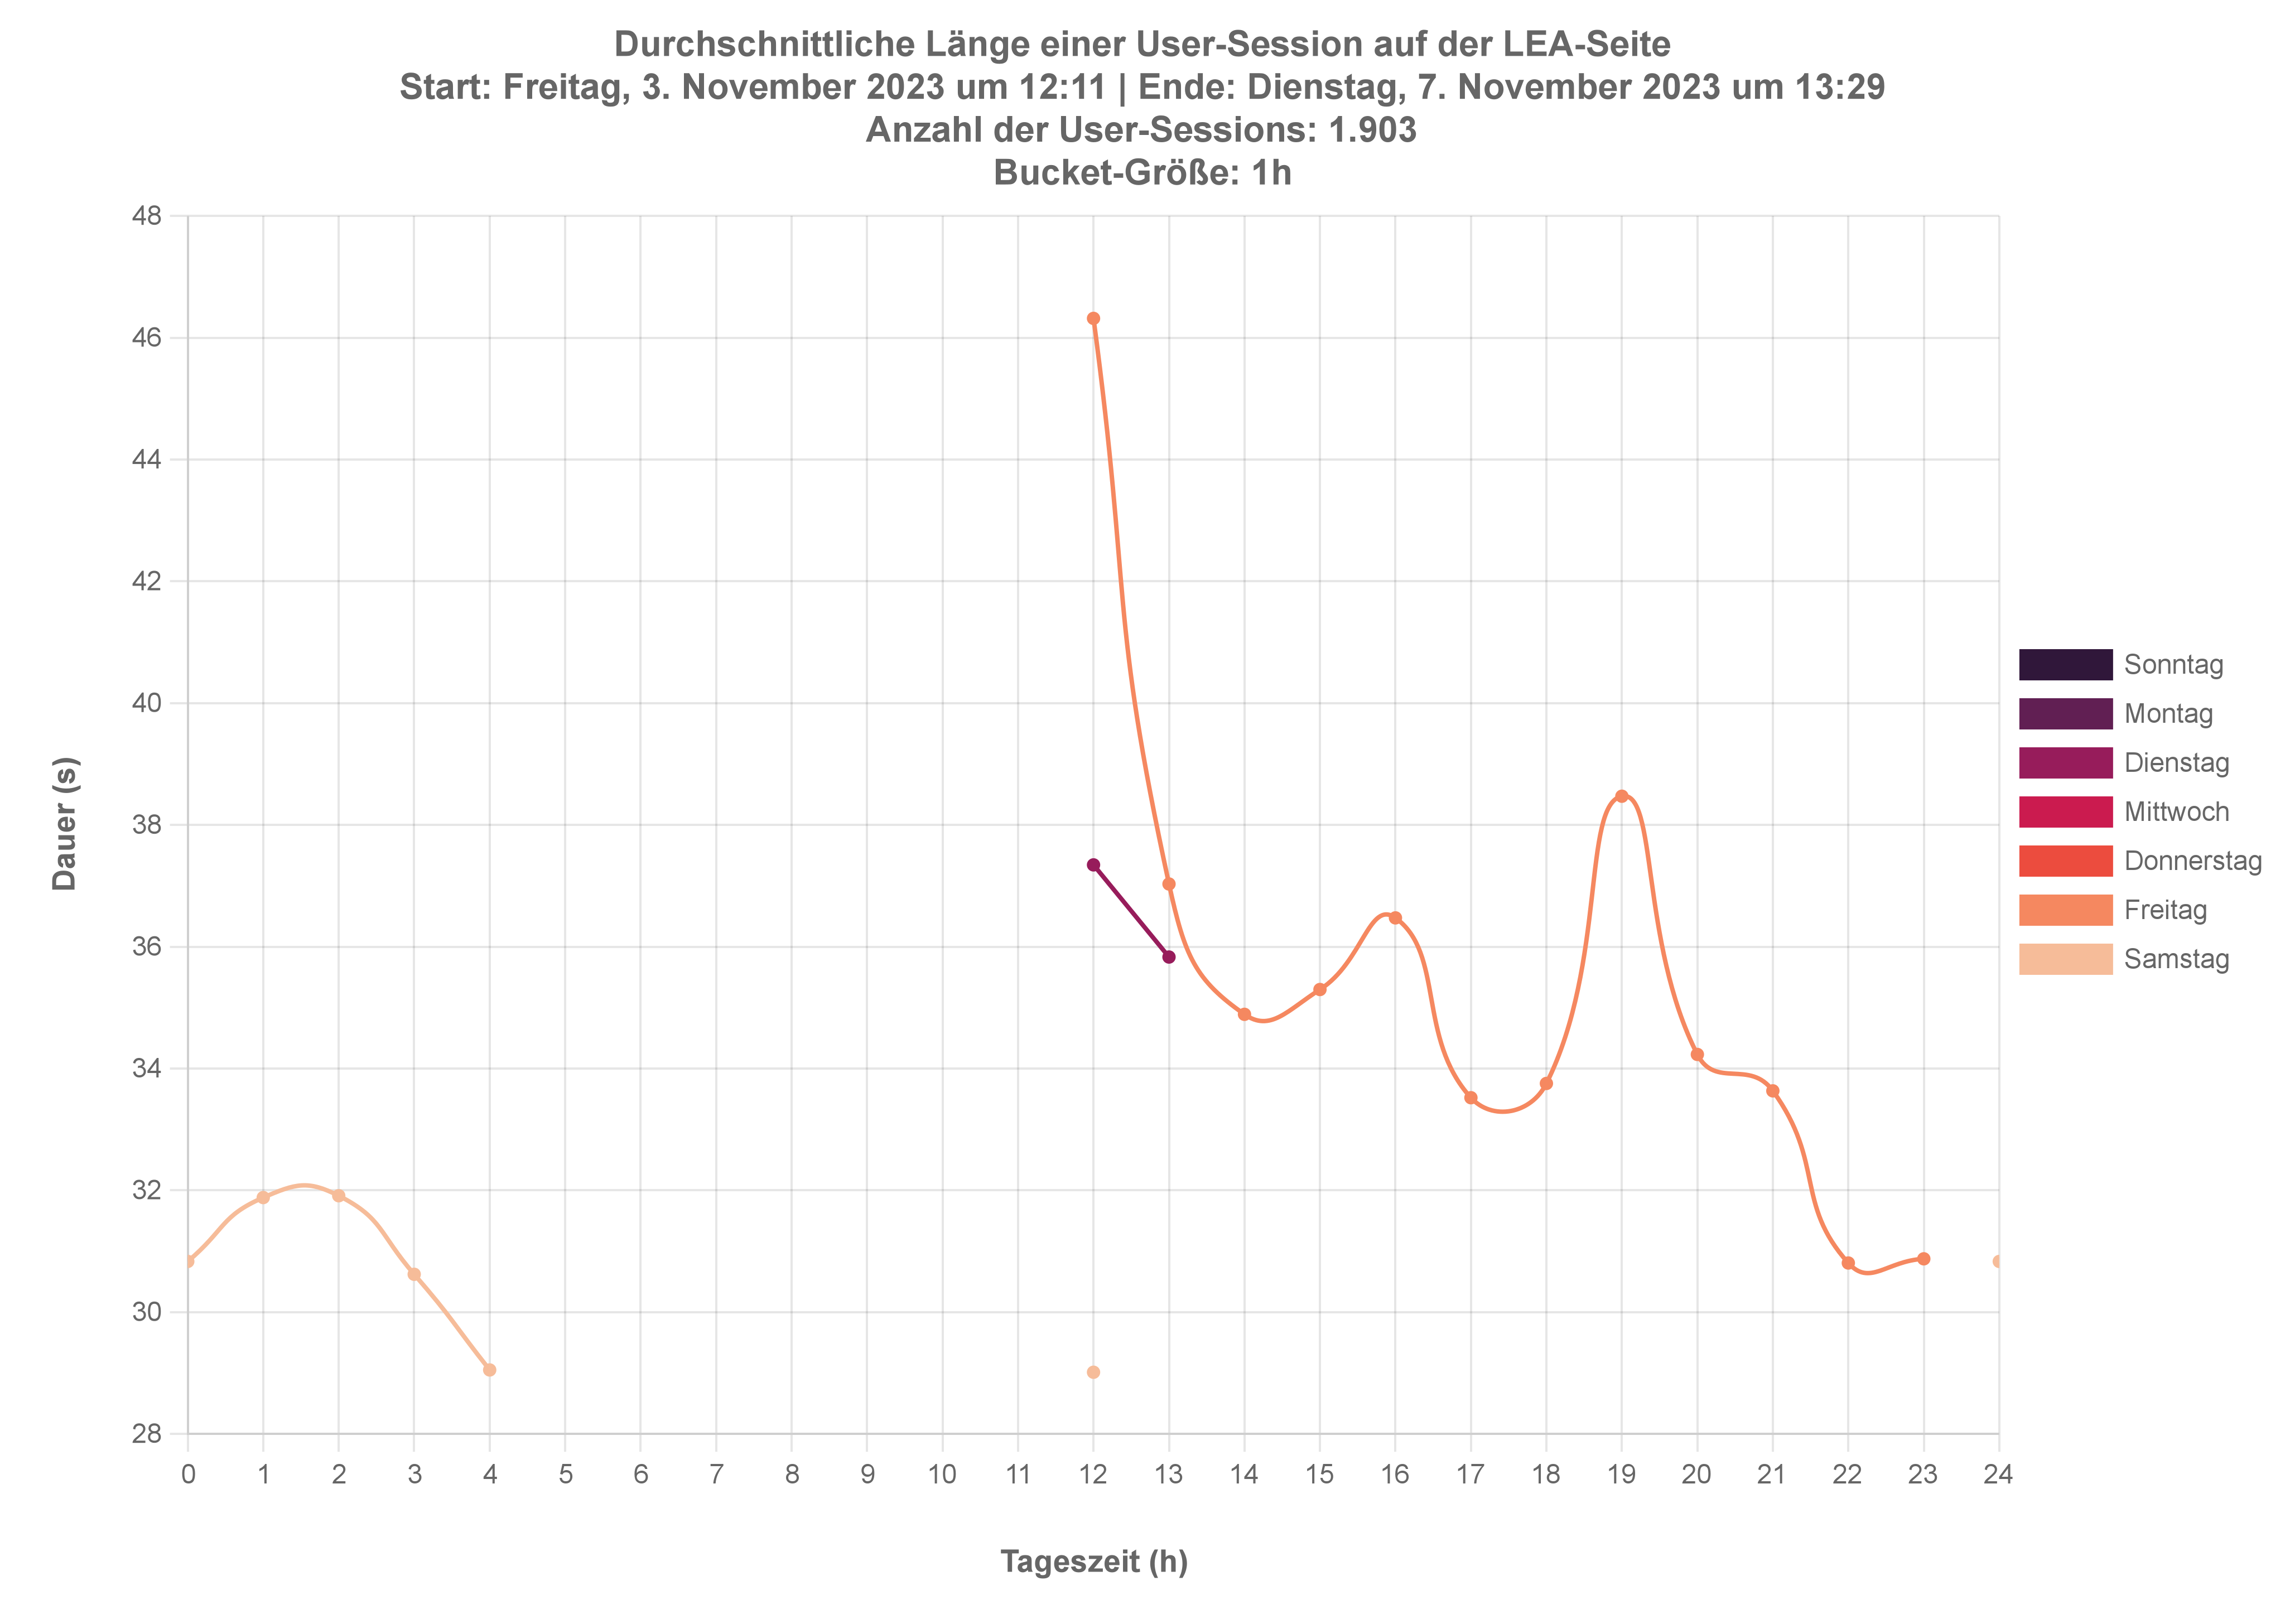 Durchschnittliche Länge einer User-Session auf der LEA-Seite
Start: Freitag, 3. November 2023 um 12:11 | Ende: Dienstag, 7. November 2023 um 13:29
Anzahl der User-Sessions: 1.903
Bucket-Größe: 1h
48
46
44
42
40
38
36
34
32
30
28
Dauer (s)
0 1 2 3 4 5 6 7 8 9 10 11 12 13 14 15 16 17 18 19 20 21 22 23 24
Tageszeit (h)
Sonntag
Montag
Dienstag
Mittwoch
Donnerstag
Freitag
Samstag